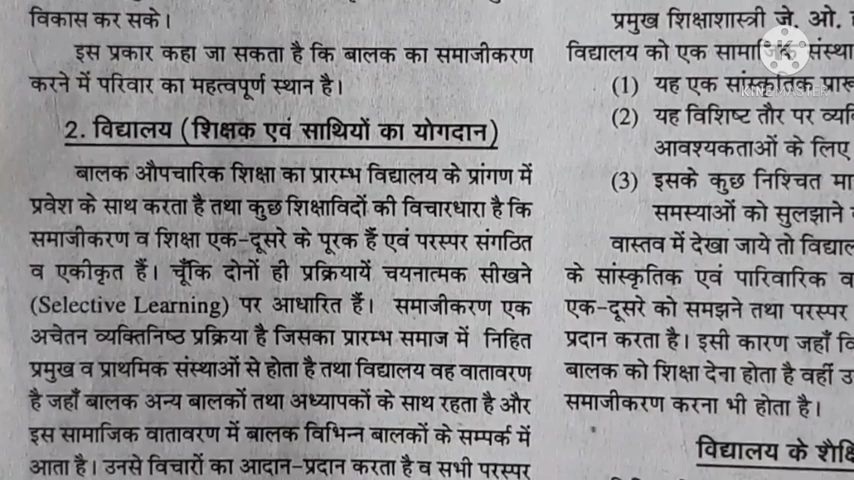 विकास कर सके।
इस प्रकार कहा जा सकता है कि बालक का समाजीकरण
करने में परिवार का महत्वपूर्ण स्थान है।
2. विद्यालय (शिक्षक एवं साथियों का योगदान)
बालक औपचारिक शिक्षा का प्रारम्भ विद्यालय के प्रांगण में
प्रवेश के साथ करता है तथा कुछ शिक्षाविदों की विचारधारा है कि
समाजीकरण व शिक्षा एक-दूसरे के पूरक हैं एवं परस्पर संगठित
व एकीकृत हैं। चूँकि दोनों ही प्रक्रियायें चयनात्मक सीखने
(Selective Learning) पर आधारित हैं। समाजीकरण एक
अचेतन व्यक्तिनिष्ठ प्रक्रिया है जिसका प्रारम्भ समाज में निहित
प्रमुख व प्राथमिक संस्थाओं से होता है तथा विद्यालय वह वातावरण
है जहाँ बालक अन्य बालकों तथा अध्यापकों के साथ रहता है और
इस सामाजिक वातावरण में बालक विभिन्न बालकों के सम्पर्क में
आता है। उनसे विचारों का आदान-प्रदान करता है व सभी परस्पर
प्रमुख शिक्षाशास्त्री जे. ओ.
विद्यालय को एक सामाजिक संस्था
(1) यह एक सांस्कृतिक
(2) यह विशिष्ट तौर पर
आवश्यकताओं के लिए
(3) इसके कुछ निश्चित
समस्याओं को सुलझाने
वास्तव में देखा जाये तो
के सांस्कृतिक एवं पारिवारिक
एक-दूसरे को समझने तथा परस्पर
प्रदान करता है। इसी कारण जहाँ
बालक को शिक्षा देना होता है वहीं
समाजीकरण करना भी होता है।
विद्यालय के
KINEMASTER